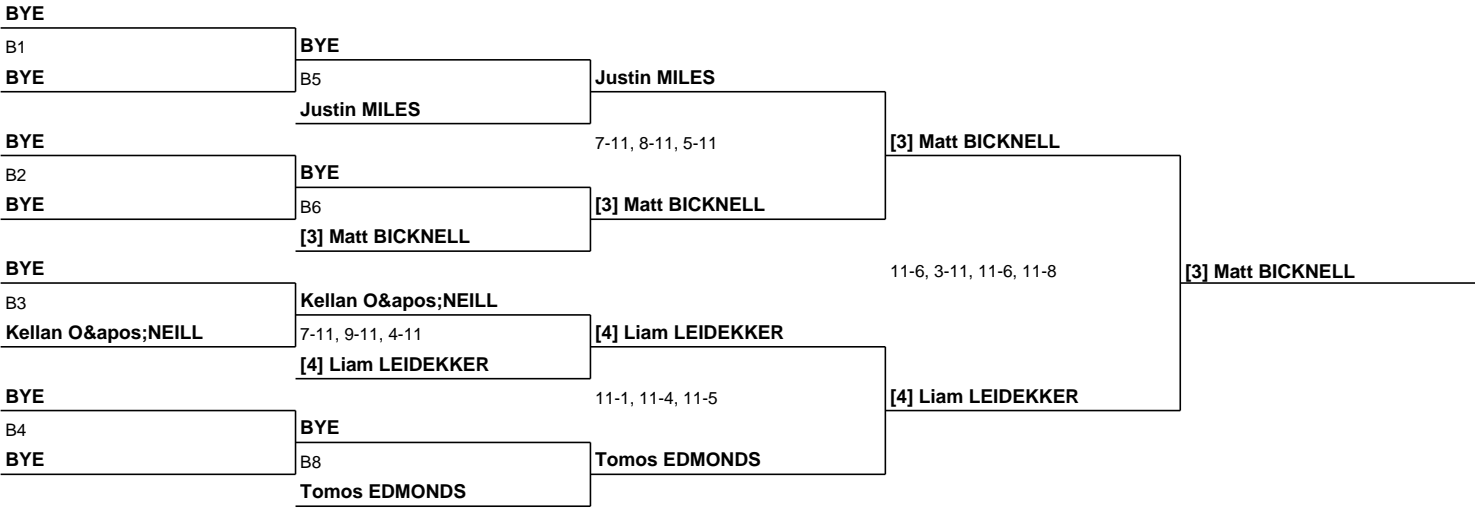 BYE
B1
BYE
BYE
B5
Justin MILES
Justin MILES
7-11, 8-11, 5-11
BYE
B2
BYE
BYE
B6
[3] Matt BICKNELL
[3] Matt BICKNELL
[3] Matt BICKNELL
11-6, 3-11, 11-6, 11-8
[3] Matt BICKNELL
BYE
B3
Kellan O&apos;NEILL
Kellan O&apos;NEILL
7-11, 9-11, 4-11
[4] Liam LEIDEKKER
[4] Liam LEIDEKKER
11-1, 11-4, 11-5
[4] Liam LEIDEKKER
BYE
B4
BYE
BYE
B8
Tomos EDMONDS
Tomos EDMONDS